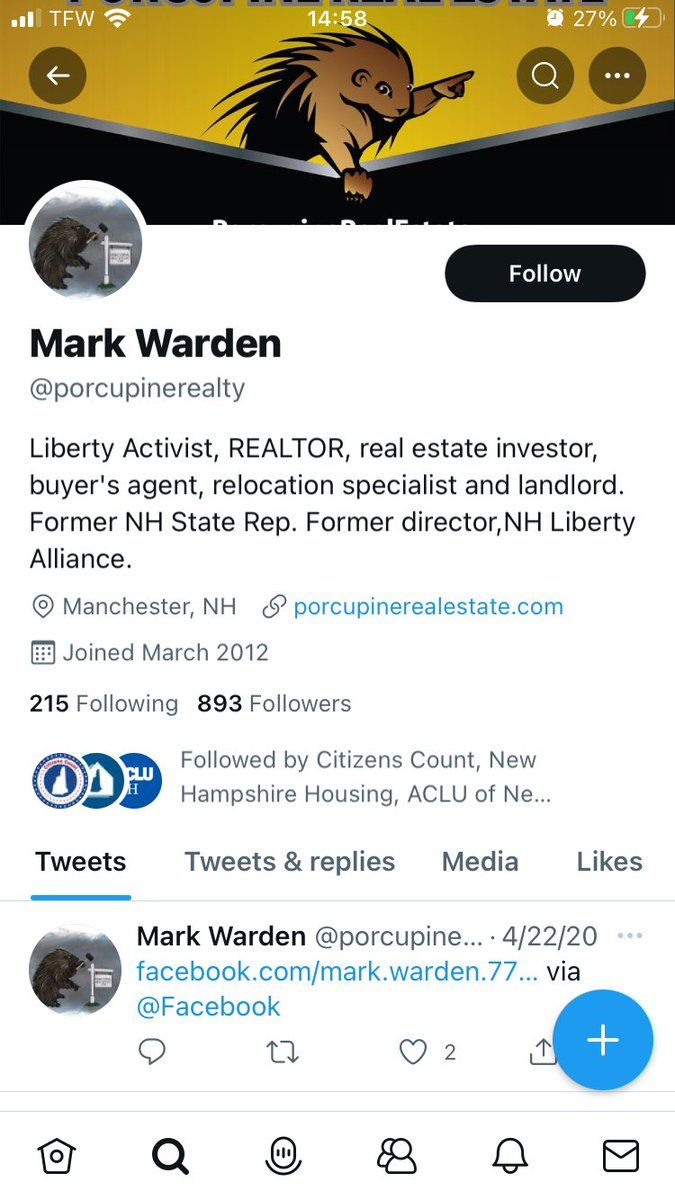 TFW 14:58 27%
Follow
Mark Warden
@porcupinerealty
Liberty Activist, REALTOR, real estate investor,
buyer's agent, relocation specialist and landlord.
Former NH State Rep. Former director,NH Liberty
Alliance.
Manchester, NH porcupinerealestate.com
Joined March 2012
215 Following 893 Followers
Followed by Citizens Count, New
Hampshire Housing, ACLU of Ne...
Tweets Tweets & replies Media Likes
Mark Warden @porcupine... · 4/22/20
facebook.com/mark.warden.77... via
@Facebook
2